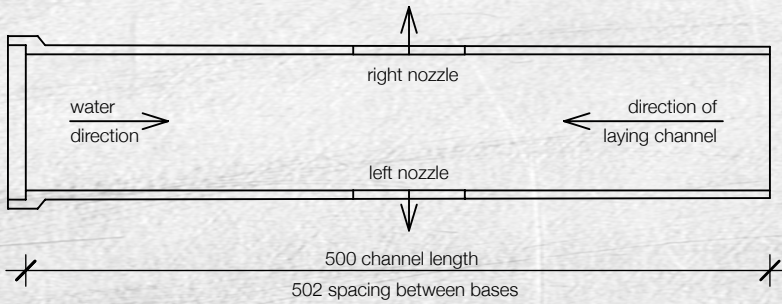 right nozzle
water
direction
direction of
laying channel
left nozzle
500 channel length
502 spacing between bases